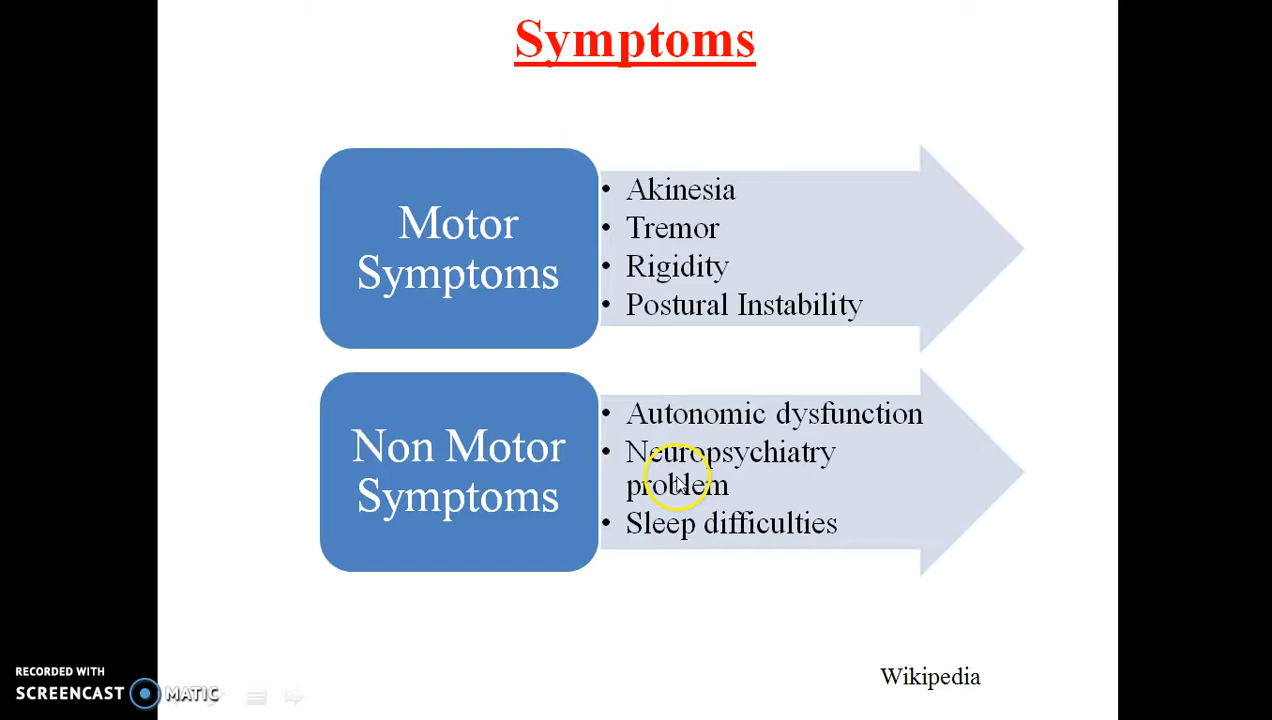 Symptoms
Motor
Symptoms
• Akinesia
• Tremor
• Rigidity
• Postural Instability
Non Motor
Symptoms
• Autonomic dysfunction
• Neuropsychiatry
problem
• Sleep difficulties
Wikipedia
RECORDED WITH
SCREENCAST MATIC